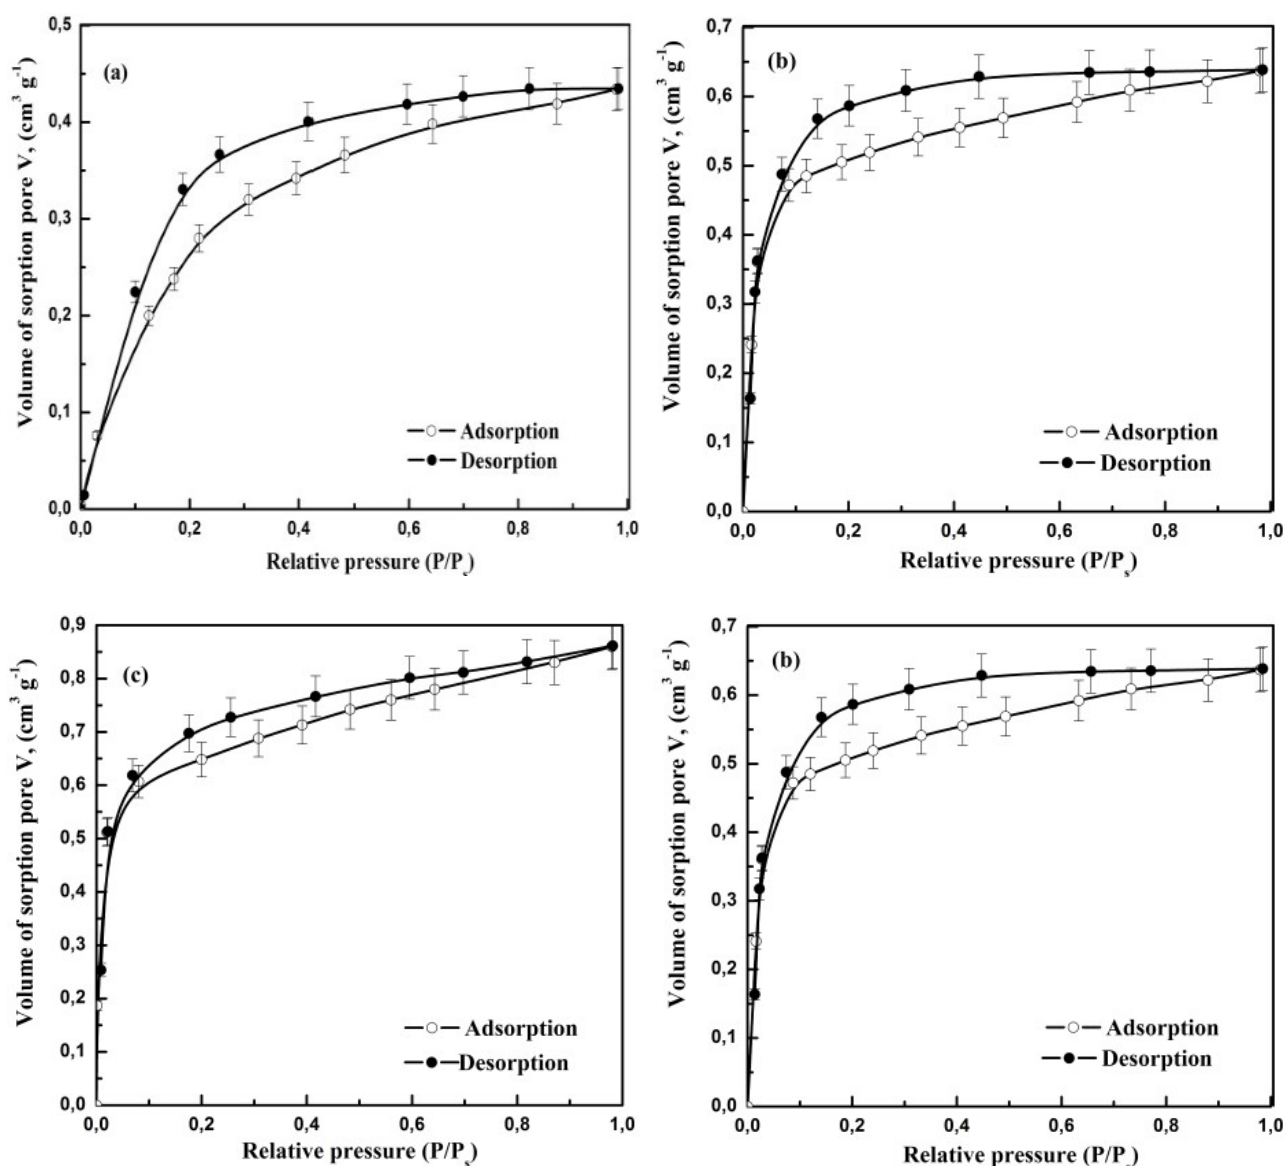 0,5
(a)
0,4
0,3
0,2
0,1
0,0
Volume of sorption pore V, (cm³ g⁻¹)
Adsorption
Desorption
0,0 0,2 0,4 0,6 0,8 1,0
Relative pressure (P/Pₛ)
0,7
(b)
0,6
0,5
0,4
0,3
0,2
0,1
0,0
Volume of sorption pore V, (cm³ g⁻¹)
Adsorption
Desorption
0,0 0,2 0,4 0,6 0,8 1,0
Relative pressure (P/Pₛ)
0,9
(c)
0,8
0,7
0,6
0,5
0,4
0,3
0,2
0,1
0,0
Volume of sorption pore V, (cm³ g⁻¹)
Adsorption
Desorption
0,0 0,2 0,4 0,6 0,8 1,0
Relative pressure (P/Pₛ)
0,7
(b)
0,6
0,5
0,4
0,3
0,2
0,1
0,0
Volume of sorption pore V, (cm³ g⁻¹)
Adsorption
Desorption
0,0 0,2 0,4 0,6 0,8 1,0
Relative pressure (P/Pₛ)